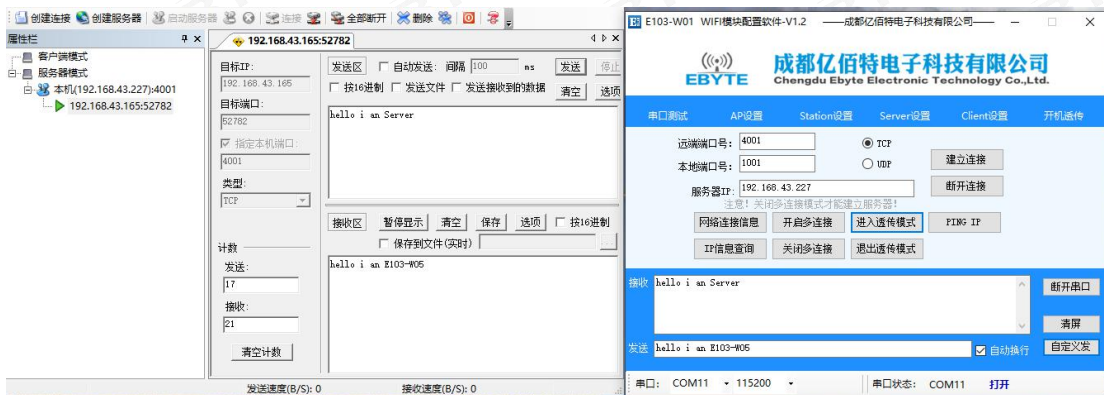 创建连接 创建服务器 启动服务器 连接 全部断开 删除
属性栏
客户端模式
服务器模式
本机(192.168.43.227):4001
192.168.43.165:52782
192.168.43.165:52782
目标IP:
192.168.43.165
目标端口:
52782
指定本机端口:
4001
类型:
TCP
计数
发送:
17
接收:
21
清空计数
发送区 自动发送: 间隔 100 ms 发送 停止
按16进制 发送文件 发送接收到的数据 清空 选项
hello i an Server
接收区 暂停显示 清空 保存 选项 按16进制
保存到文件(实时)
hello i an E103-W05
发送速度(B/S): 0 接收速度(B/S): 0
E103-W01 WIFI模块配置软件-V1.2 ——成都亿佰特电子科技有限公司——
EBYTE
成都亿佰特电子科技有限公司
Chengdu Ebyte Electronic Technology Co.,Ltd.
串口测试 AP设置 Station设置 Server设置 Client设置 开机透传
远端端口号: 4001 TCP
本地端口号: 1001 UDP 建立连接
服务器IP: 192.168.43.227 断开连接
注意! 关闭多连接模式才能建立服务器!
网络连接信息 开启多连接 进入透传模式 PING IP
IP信息查询 关闭多连接 退出透传模式
接收 hello i an Server 断开串口
清屏
发送 hello i an E103-W05 自动换行 自定义发
串口: COM11 115200 串口状态: COM11 打开